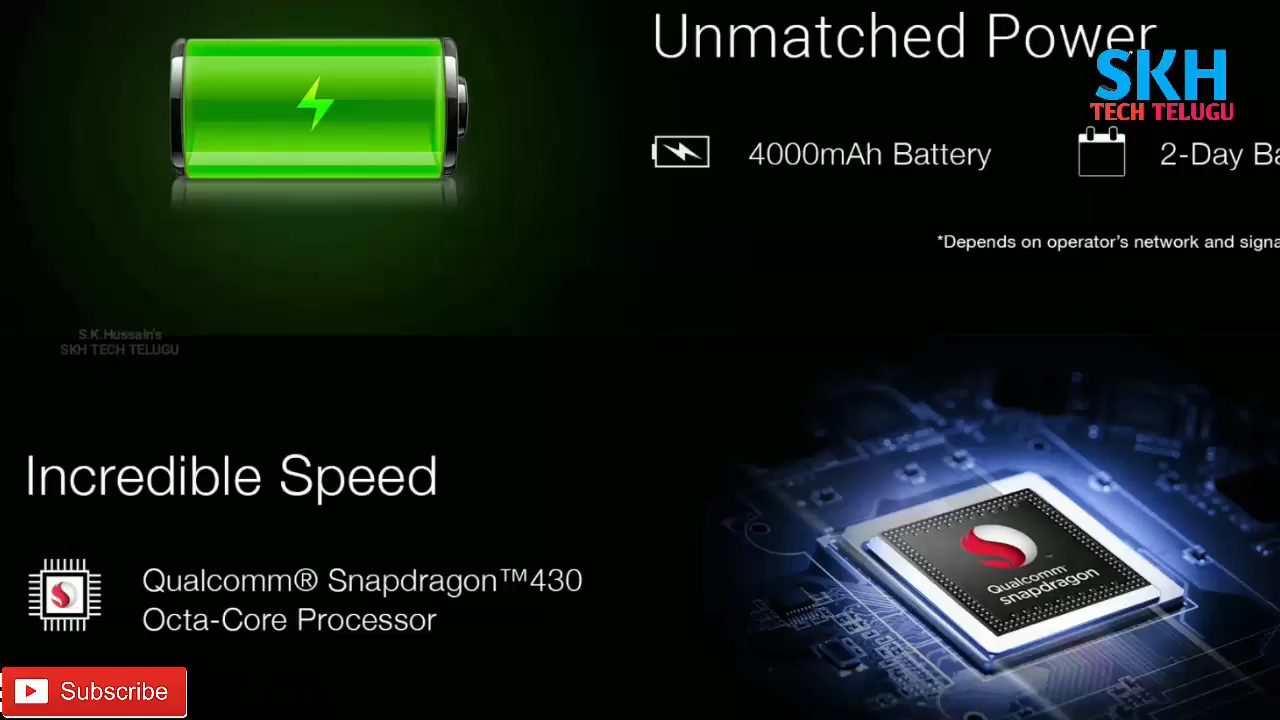 Unmatched Power
SKH
TECH TELUGU
4000mAh Battery
2-Day Ba
*Depends on operator's network and signa
S.K.Hussain's
SKH TECH TELUGU
Incredible Speed
Qualcomm® Snapdragon™430
Octa-Core Processor
Qualcomm™
snapdragon
Subscribe